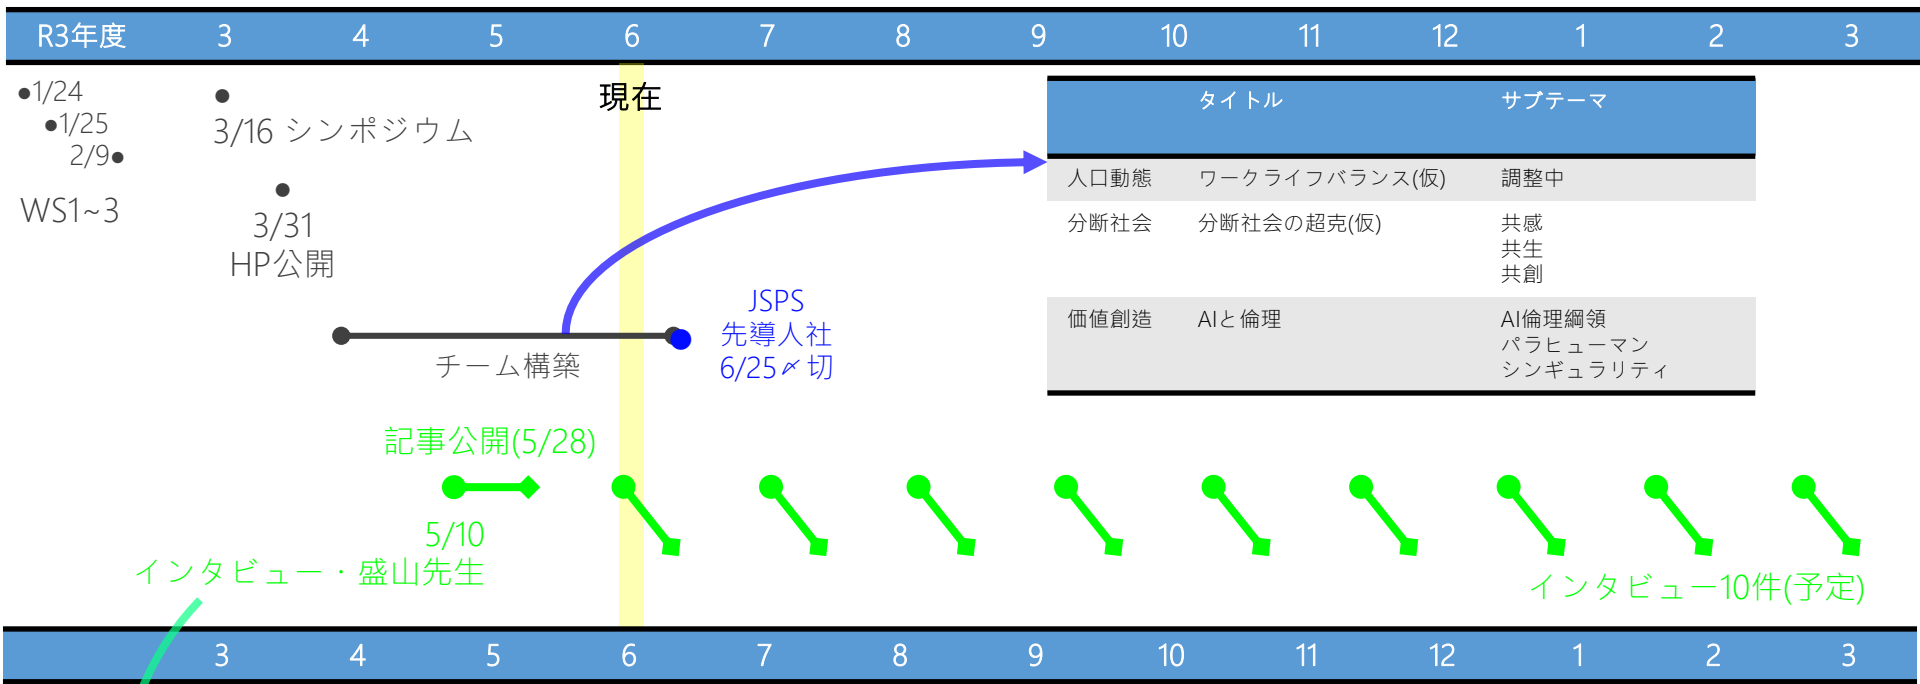 R3年度 3 4 5 6 7 8 9 10 11 12 1 2 3
●1/24
●1/25
2/9●
WS1~3
3/16 シンポジウム
3/31
HP公開
現在
チーム構築
JSPS
先導人社
6/25〆切
タイトル サブテーマ
人口動態 ワークライフバランス(仮) 調整中
分断社会 分断社会の超克(仮) 共感
共生
共創
価値創造 AIと倫理 AI倫理綱領
パラヒューマン
シンギュラリティ
記事公開(5/28)
5/10
インタビュー・盛山先生
インタビュー10件(予定)
3 4 5 6 7 8 9 10 11 12 1 2 3